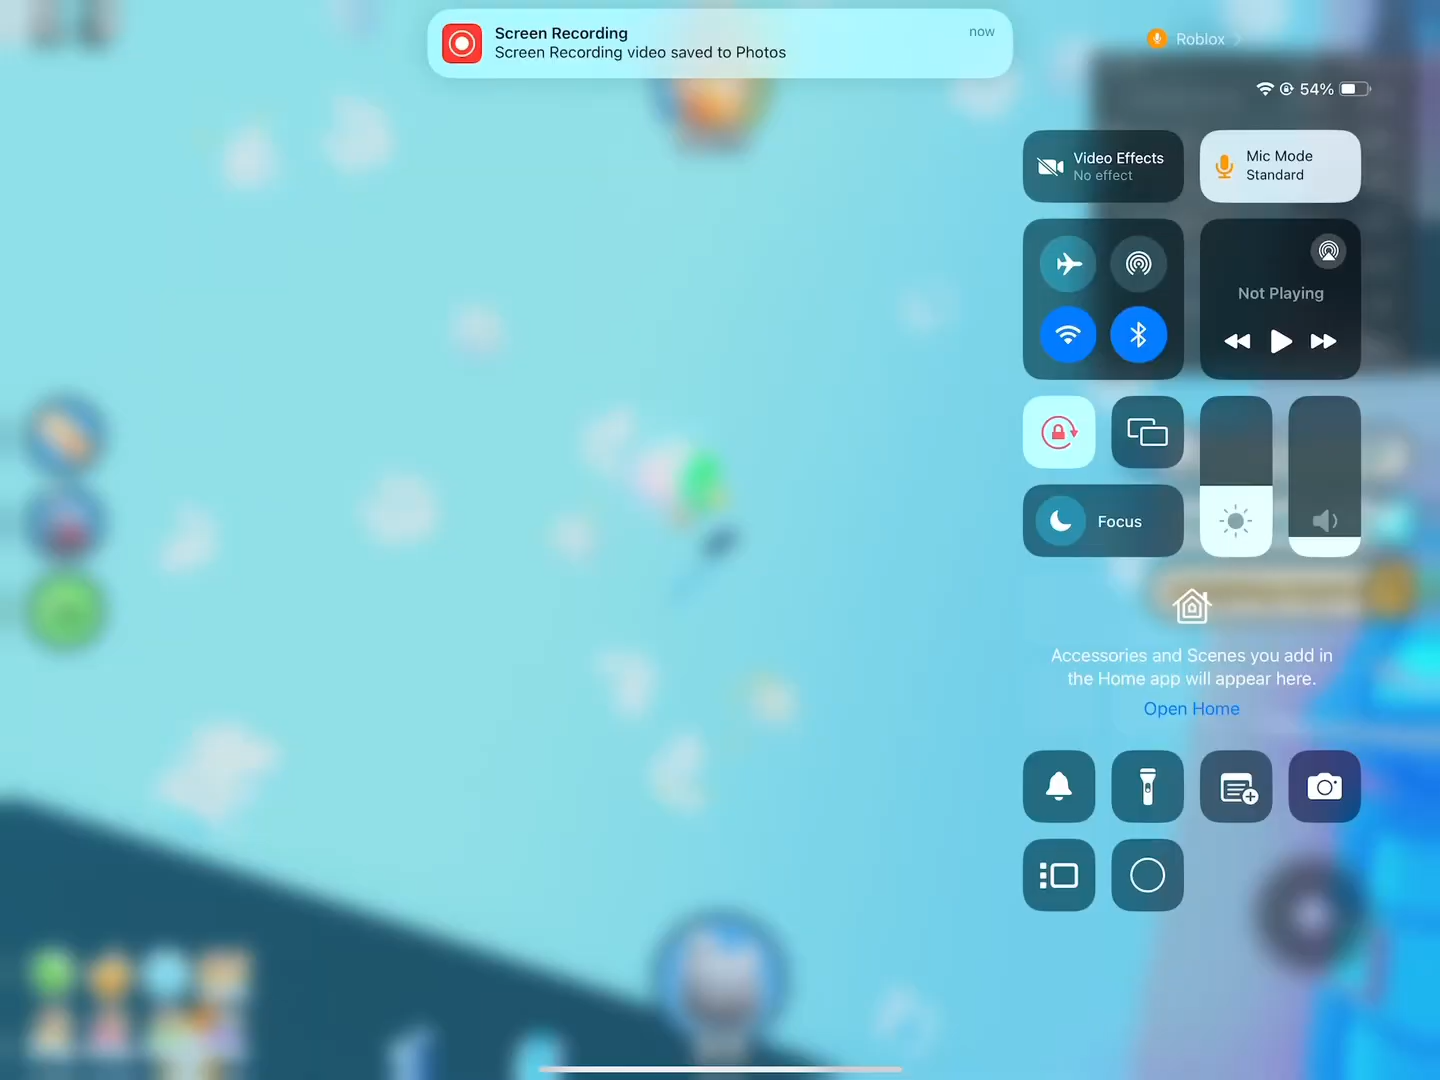 Screen Recording
now
Screen Recording video saved to Photos
Roblox
54%
Video Effects
No effect
Mic Mode
Standard
Not Playing
Focus
Accessories and Scenes you add in
the Home app will appear here.
Open Home